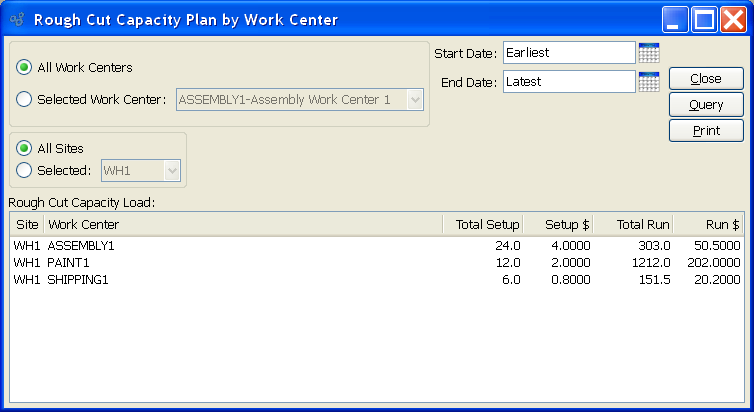 Rough Cut Capacity Plan by Work Center
All Work Centers
Selected Work Center: ASSEMBLY1-Assembly Work Center 1
Start Date: Earliest
End Date: Latest
Close
Query
Print
All Sites
Selected: WH1
Rough Cut Capacity Load:
Site Work Center Total Setup Setup $ Total Run Run $
WH1 ASSEMBLY1 24.0 4.0000 303.0 50.5000
WH1 PAINT1 12.0 2.0000 1212.0 202.0000
WH1 SHIPPING1 6.0 0.8000 151.5 20.2000